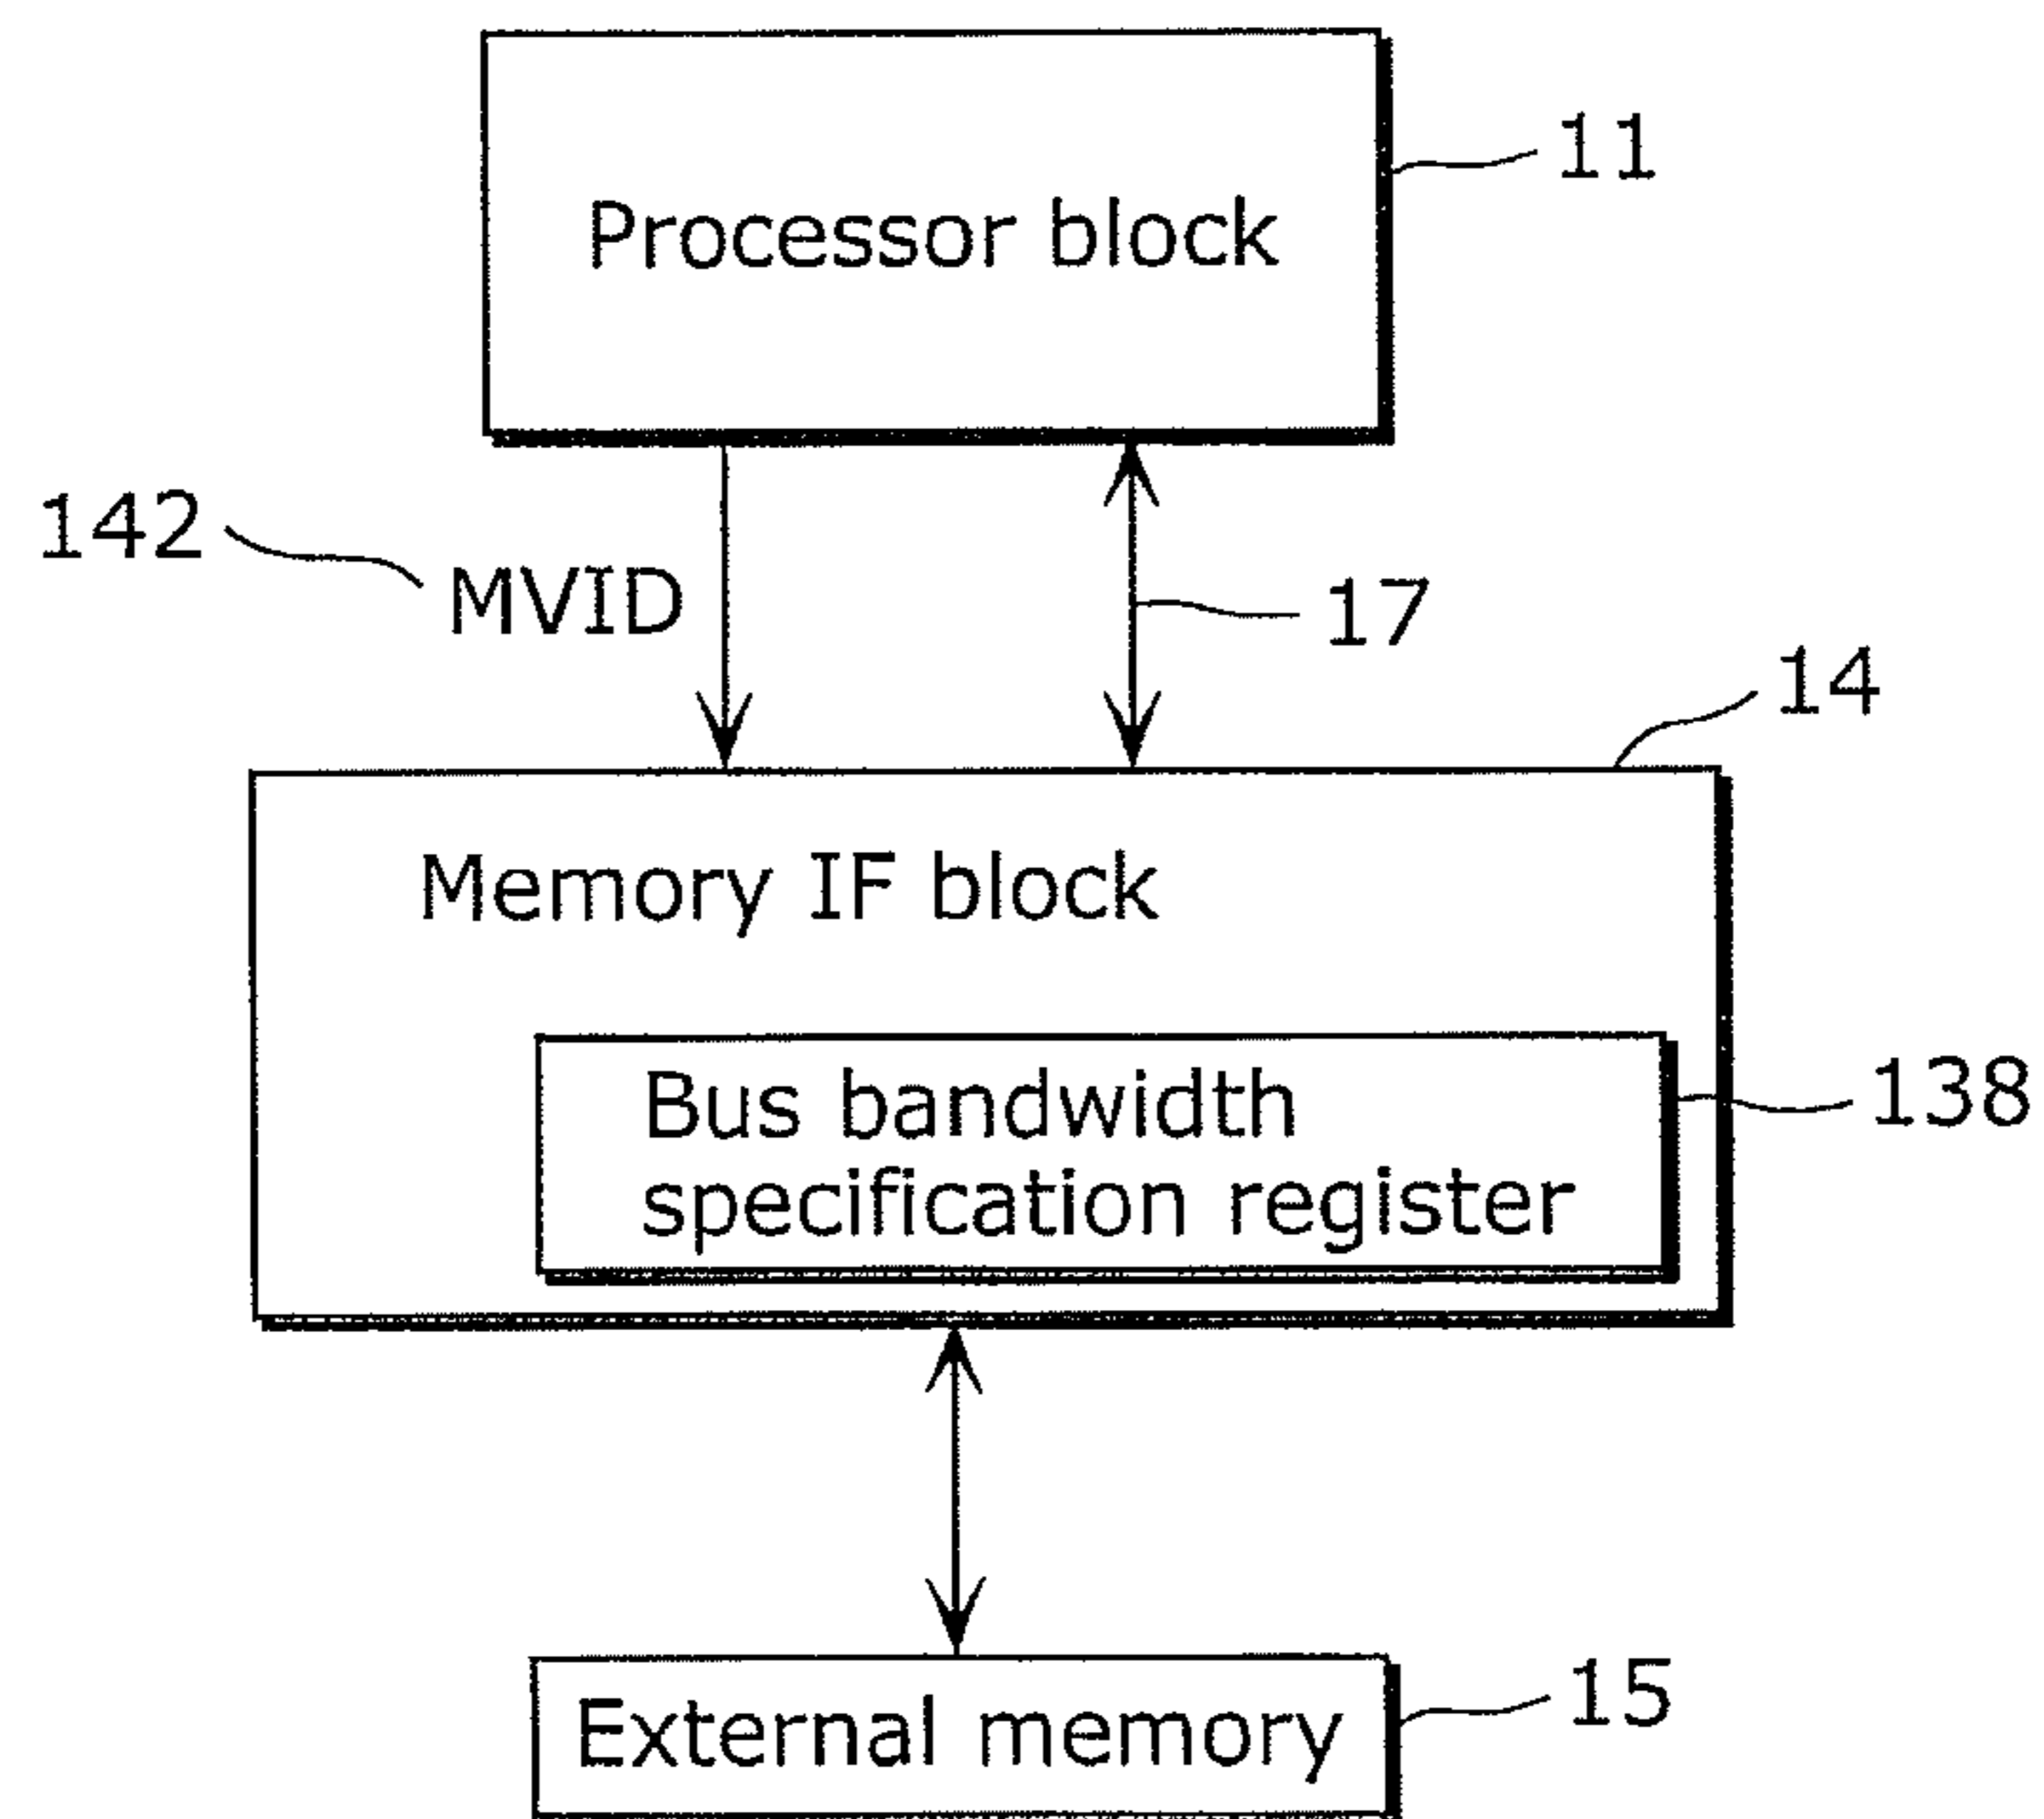 Processor block
11
142
MVID
17
14
Memory IF block
Bus bandwidth
specification register
138
External memory
15